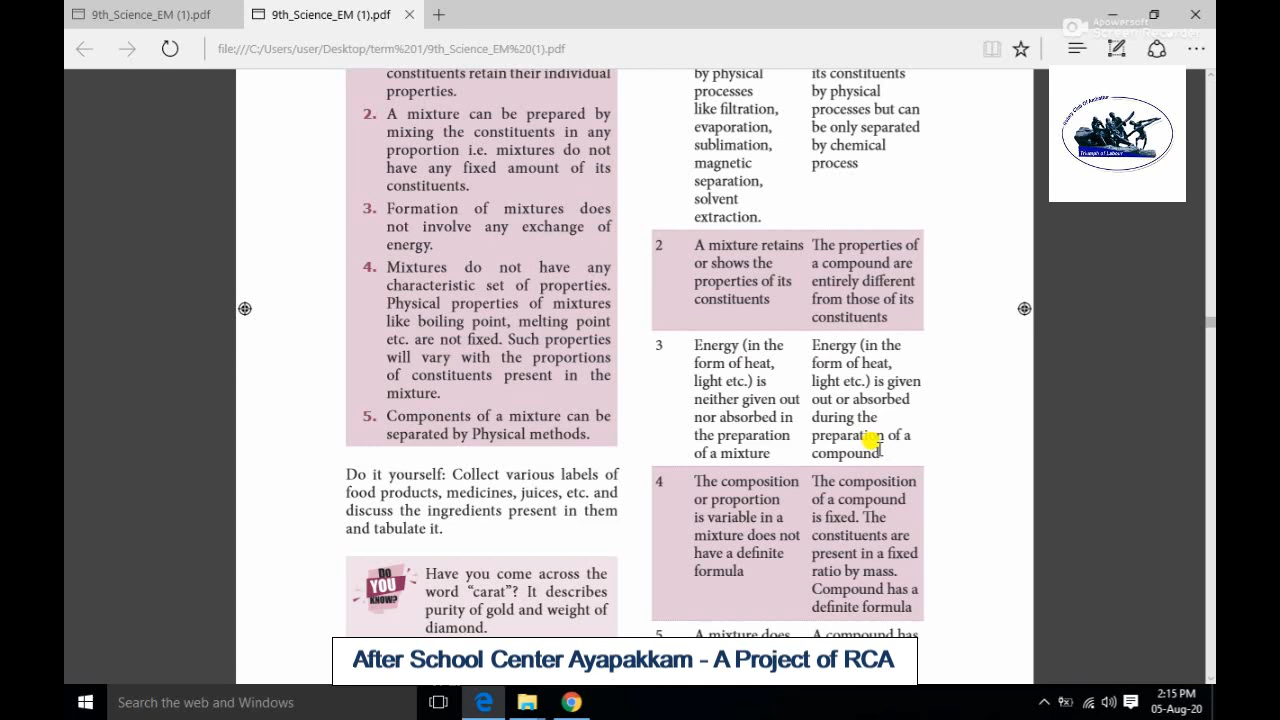 9th_Science_EM (1).pdf
9th_Science_EM (1).pdf
Apowersoft
Screen Recorder
file:///C:/Users/user/Desktop/term%201/9th_Science_EM%20(1).pdf
constituents retain their individual
properties.
2. A mixture can be prepared by
mixing the constituents in any
proportion i.e. mixtures do not
have any fixed amount of its
constituents.
3. Formation of mixtures does
not involve any exchange of
energy.
4. Mixtures do not have any
characteristic set of properties.
Physical properties of mixtures
like boiling point, melting point
etc. are not fixed. Such properties
will vary with the proportions
of constituents present in the
mixture.
5. Components of a mixture can be
separated by Physical methods.
Do it yourself: Collect various labels of
food products, medicines, juices, etc. and
discuss the ingredients present in them
and tabulate it.
DO
YOU
KNOW?
Have you come across the
word “carat”? It describes
purity of gold and weight of
diamond.
by physical
processes
like filtration,
evaporation,
sublimation,
magnetic
separation,
solvent
extraction.
its constituents
by physical
processes but can
be only separated
by chemical
process
2
A mixture retains
or shows the
properties of its
constituents
The properties of
a compound are
entirely different
from those of its
constituents
3
Energy (in the
form of heat,
light etc.) is
neither given out
nor absorbed in
the preparation
of a mixture
Energy (in the
form of heat,
light etc.) is given
out or absorbed
during the
preparation of a
compound.
4
The composition
or proportion
is variable in a
mixture does not
have a definite
formula
The composition
of a compound
is fixed. The
constituents are
present in a fixed
ratio by mass.
Compound has a
definite formula
5
A mixture does
A compound has
Triumph of Labour
After School Center Ayapakkam - A Project of RCA
Search the web and Windows
2:15 PM
05-Aug-20